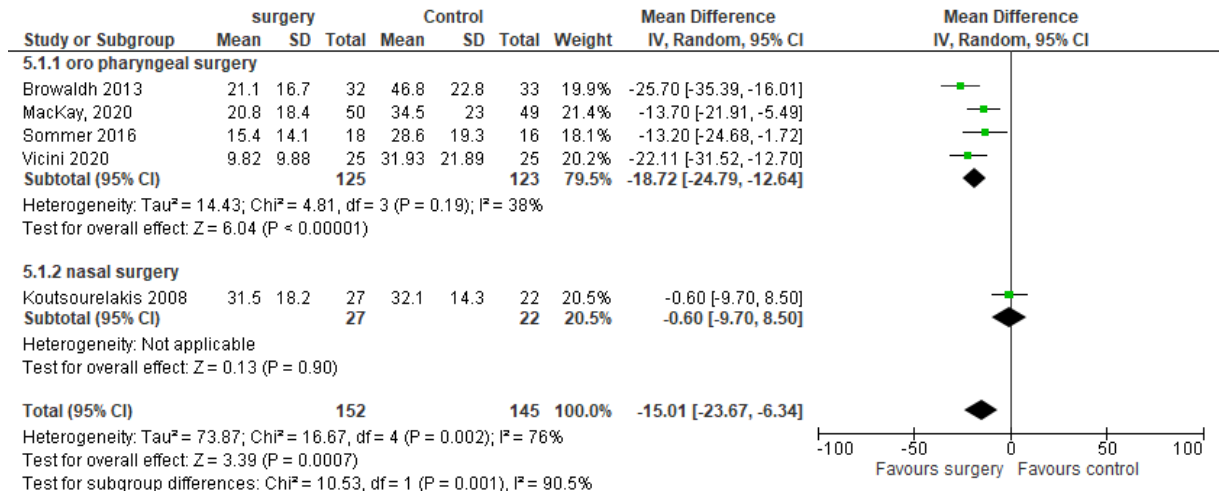 surgery Control Mean Difference Mean Difference
Study or Subgroup Mean SD Total Mean SD Total Weight IV, Random, 95% CI IV, Random, 95% CI
5.1.1 oro pharyngeal surgery
Browaldh 2013 21.1 16.7 32 46.8 22.8 33 19.9% -25.70 [-35.39, -16.01]
MacKay, 2020 20.8 18.4 50 34.5 23 49 21.4% -13.70 [-21.91, -5.49]
Sommer 2016 15.4 14.1 18 28.6 19.3 16 18.1% -13.20 [-24.68, -1.72]
Vicini 2020 9.82 9.88 25 31.93 21.89 25 20.2% -22.11 [-31.52, -12.70]
Subtotal (95% CI) 125 123 79.5% -18.72 [-24.79, -12.64]
Heterogeneity: Tau² = 14.43; Chi² = 4.81, df = 3 (P = 0.19); I² = 38%
Test for overall effect: Z = 6.04 (P < 0.00001)
5.1.2 nasal surgery
Koutsourelakis 2008 31.5 18.2 27 32.1 14.3 22 20.5% -0.60 [-9.70, 8.50]
Subtotal (95% CI) 27 22 20.5% -0.60 [-9.70, 8.50]
Heterogeneity: Not applicable
Test for overall effect: Z = 0.13 (P = 0.90)
Total (95% CI) 152 145 100.0% -15.01 [-23.67, -6.34]
Heterogeneity: Tau² = 73.87; Chi² = 16.67, df = 4 (P = 0.002); I² = 76%
Test for overall effect: Z = 3.39 (P = 0.0007)
Test for subgroup differences: Chi² = 10.53, df = 1 (P = 0.001), I² = 90.5%
-100 -50 0 50 100
Favours surgery Favours control